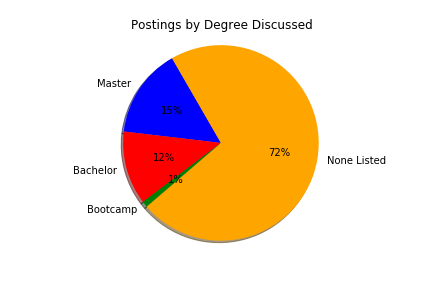 Postings by Degree Discussed
Master
15%
12%
72%
None Listed
Bachelor
1%
Bootcamp